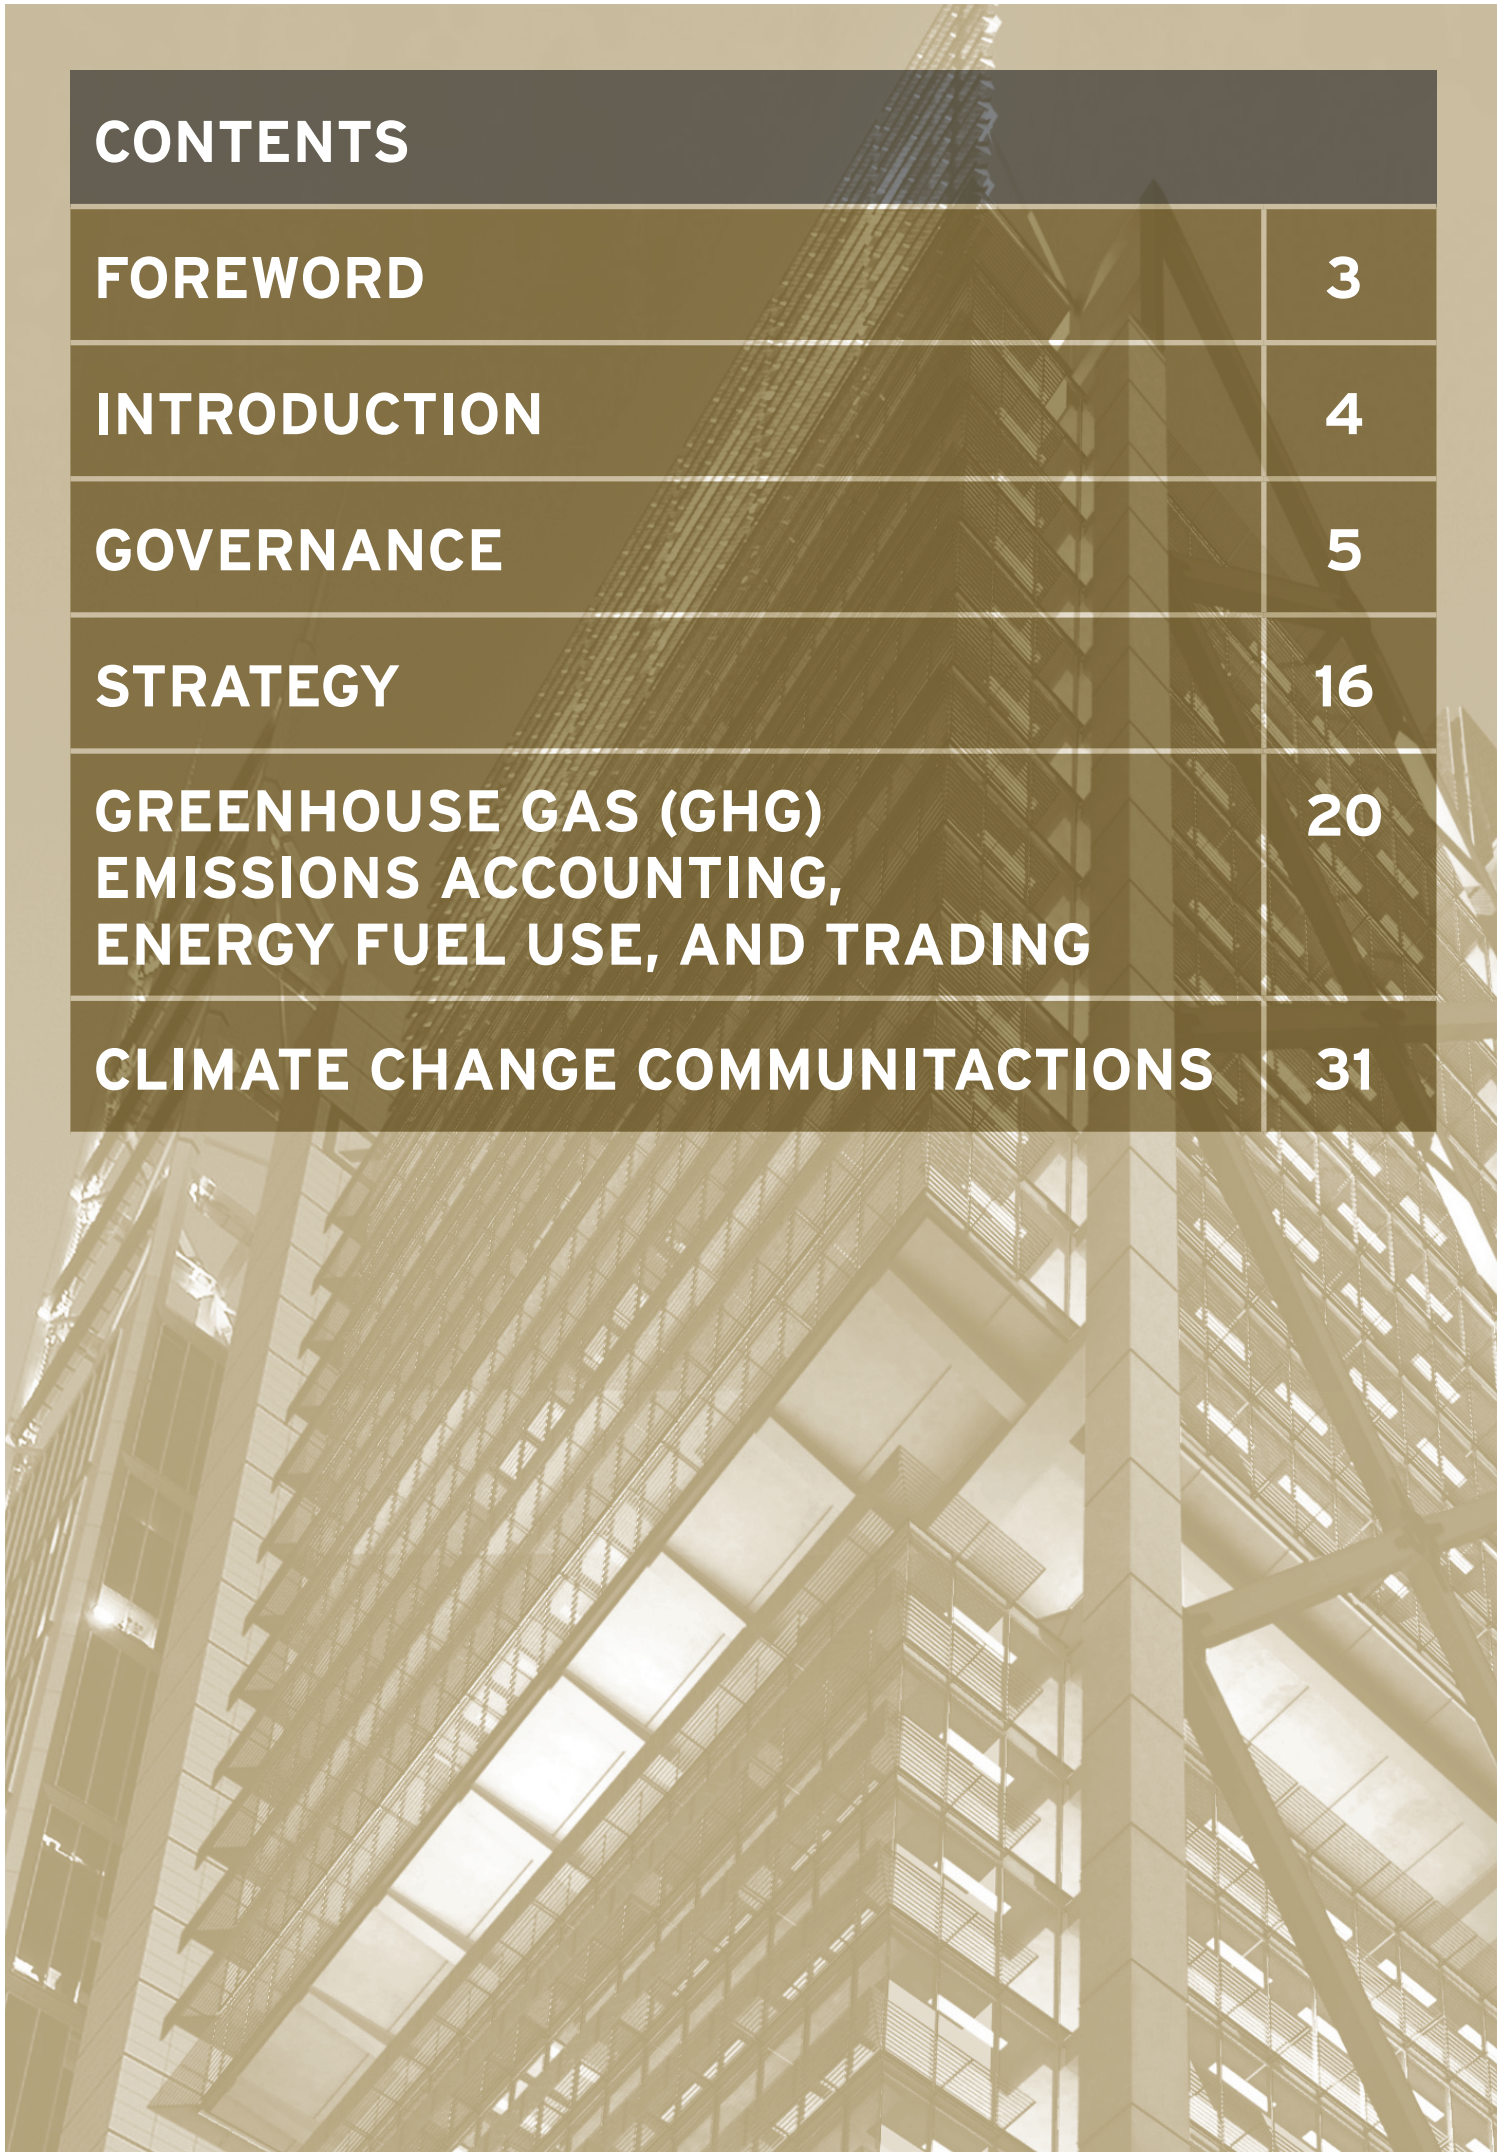 CONTENTS
FOREWORD 3
INTRODUCTION 4
GOVERNANCE 5
STRATEGY 16
GREENHOUSE GAS (GHG) 20
EMISSIONS ACCOUNTING,
ENERGY FUEL USE, AND TRADING
CLIMATE CHANGE COMMUNITACTIONS 31